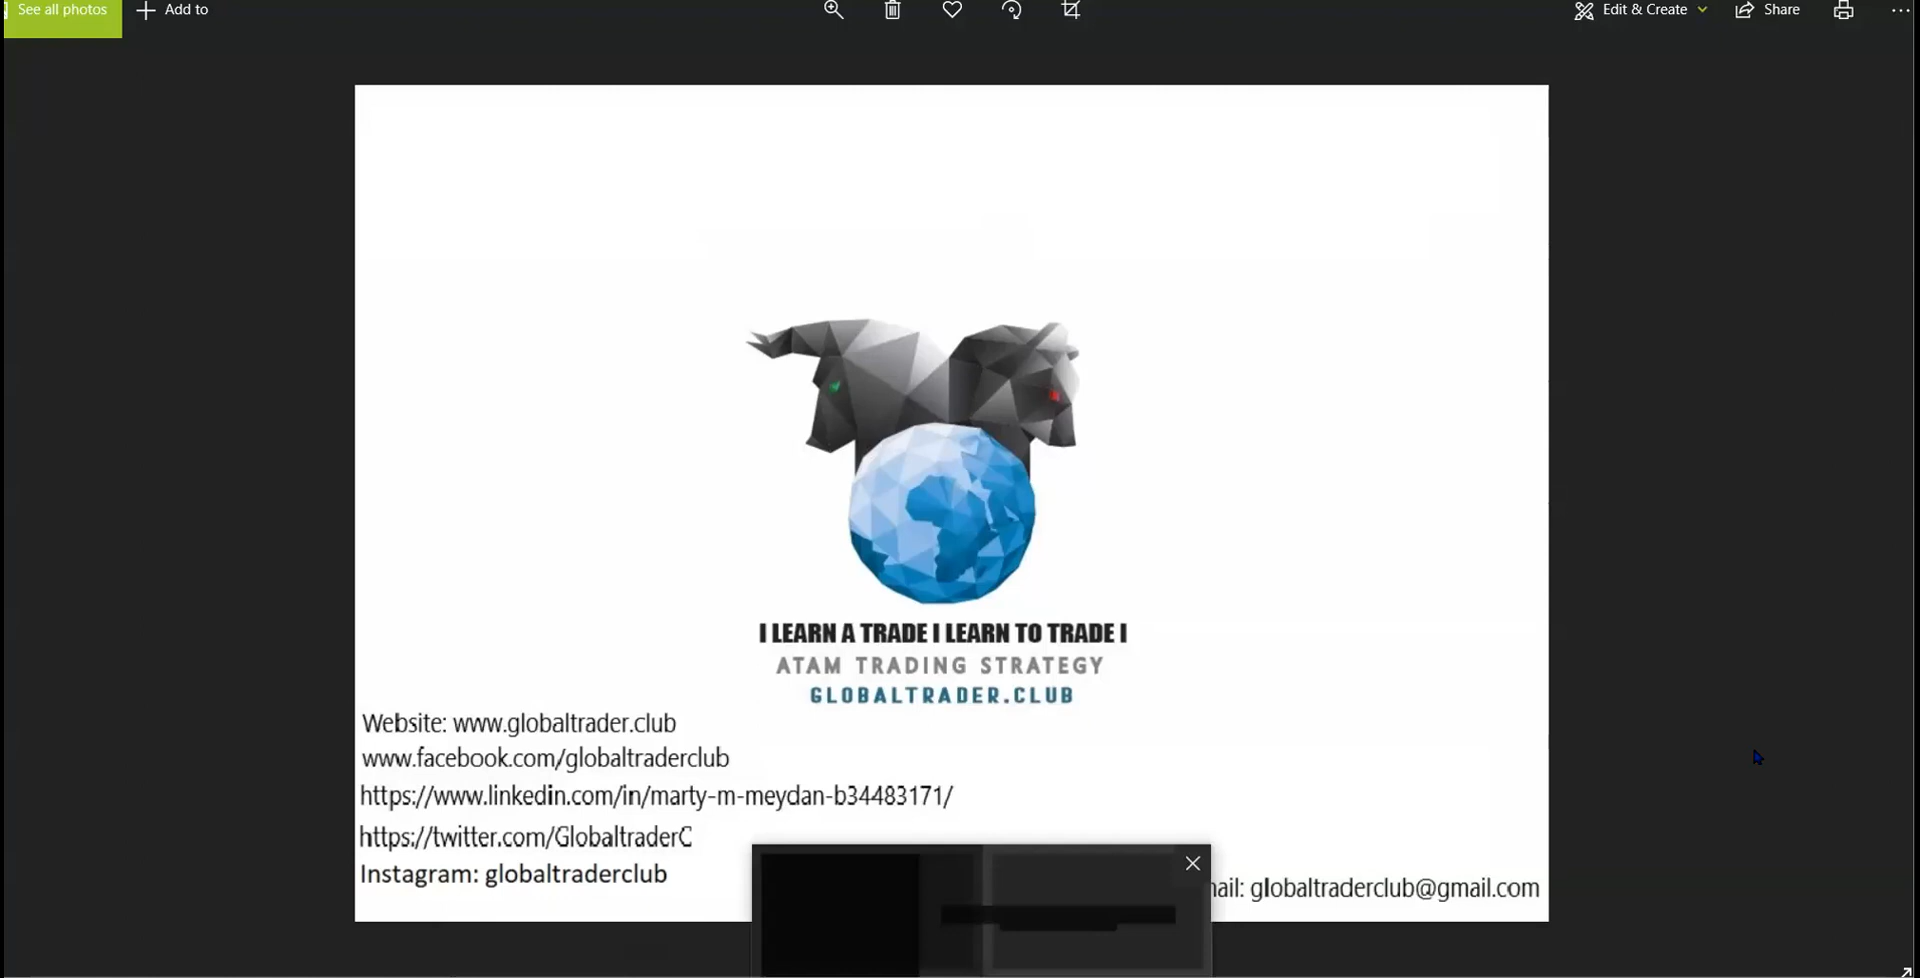 See all photos
Add to
Edit & Create
Share
I LEARN A TRADE I LEARN TO TRADE I
ATAM TRADING STRATEGY
GLOBALTRADER.CLUB
Website: www.globaltrader.club
www.facebook.com/globaltraderclub
https://www.linkedin.com/in/marty-m-meydan-b34483171/
https://twitter.com/GlobaltraderC
Instagram: globaltraderclub
globaltraderclub@gmail.com